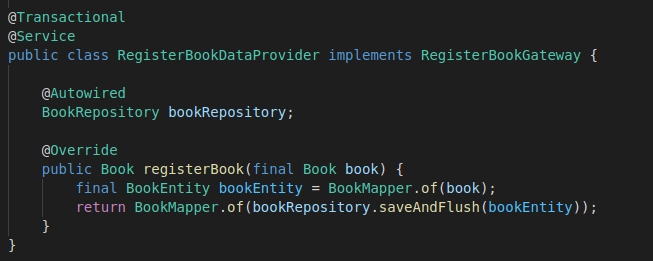 @Transactional
@Service
public class RegisterBookDataProvider implements RegisterBookGateway {
@Autowired
BookRepository bookRepository;
@Override
public Book registerBook(final Book book) {
final BookEntity bookEntity = BookMapper.of(book);
return BookMapper.of(bookRepository.saveAndFlush(bookEntity));
}
}